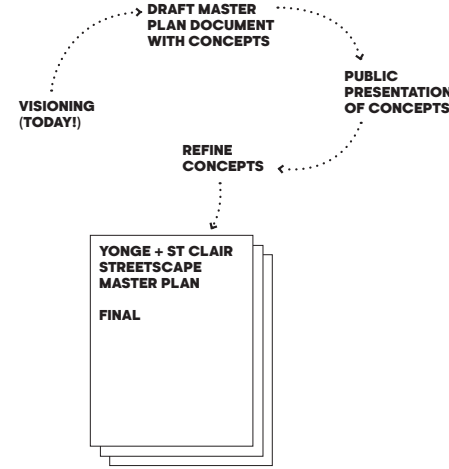 VISIONING
(TODAY!)
DRAFT MASTER
PLAN DOCUMENT
WITH CONCEPTS
PUBLIC
PRESENTATION
OF CONCEPTS
REFINE
CONCEPTS
YONGE + ST CLAIR
STREETSCAPE
MASTER PLAN
FINAL